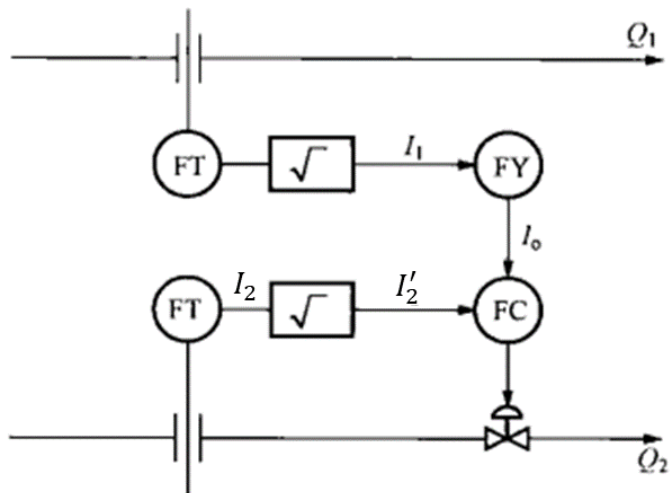 Q₁
FT √ I₁ FY
Iₒ
FT I₂ √ I₂′ FC
Q₂